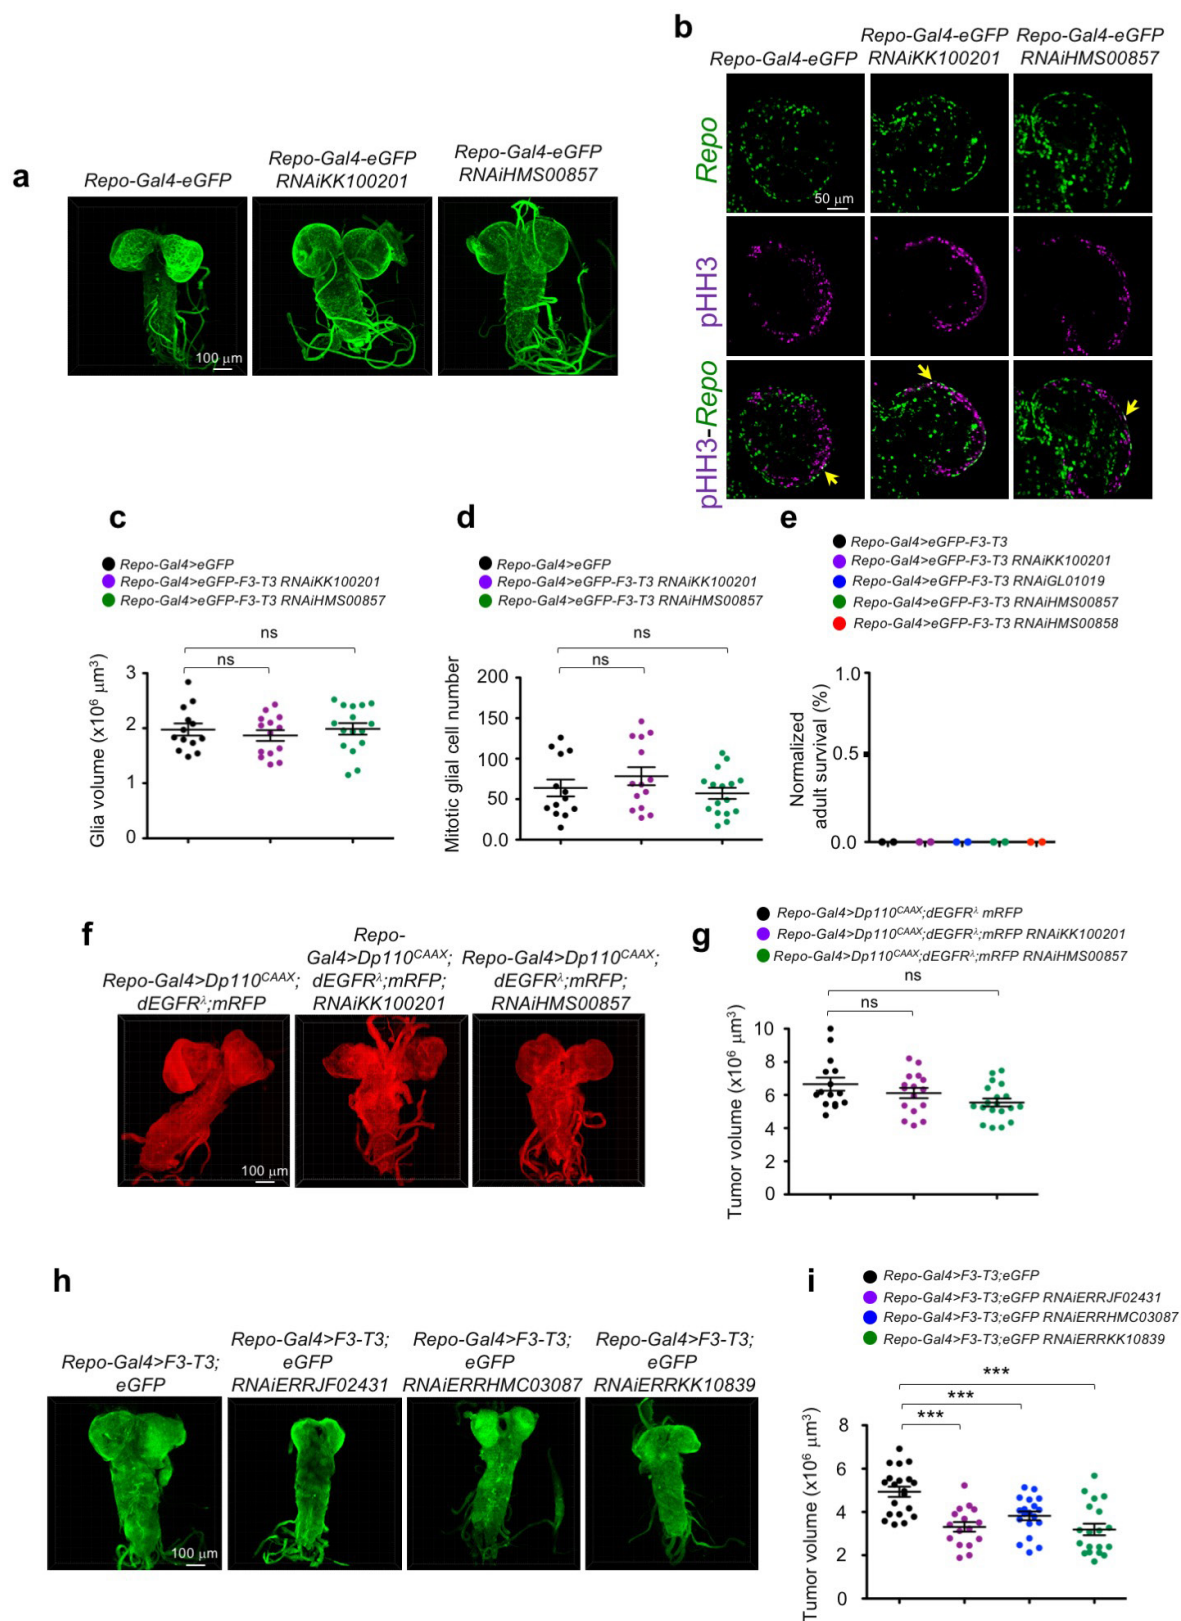 a
Repo-Gal4-eGFP
Repo-Gal4-eGFP
RNAiKK100201
Repo-Gal4-eGFP
RNAiHMS00857
100 μm
b
Repo-Gal4-eGFP
Repo-Gal4-eGFP
RNAiKK100201
Repo-Gal4-eGFP
RNAiHMS00857
Repo
50 μm
pHH3
pHH3-Repo
c
Repo-Gal4>eGFP
Repo-Gal4>eGFP-F3-T3 RNAiKK100201
Repo-Gal4>eGFP-F3-T3 RNAiHMS00857
ns
ns
Glia volume (x10⁶ μm³)
3
2
1
0
d
Repo-Gal4>eGFP
Repo-Gal4>eGFP-F3-T3 RNAiKK100201
Repo-Gal4>eGFP-F3-T3 RNAiHMS00857
ns
ns
Mitotic glial cell number
200
150
100
50
0.0
e
Repo-Gal4>eGFP-F3-T3
Repo-Gal4>eGFP-F3-T3 RNAiKK100201
Repo-Gal4>eGFP-F3-T3 RNAiGL01019
Repo-Gal4>eGFP-F3-T3 RNAiHMS00857
Repo-Gal4>eGFP-F3-T3 RNAiHMS00858
Normalized
adult survival (%)
1.0
0.5
0.0
f
Repo-Gal4>Dp110ᶜᴬᴬˣ;
dEGFRᵏ;mRFP
Repo-
Gal4>Dp110ᶜᴬᴬˣ;
dEGFR^λ;mRFP;
RNAiKK100201
Repo-Gal4>Dp110ᶜᴬᴬˣ;
dEGFR^λ;mRFP;
RNAiHMS00857
100 μm
g
Repo-Gal4>Dp110ᶜᴬᴬˣ;dEGFR^λ mRFP
Repo-Gal4>Dp110ᶜᴬᴬˣ;dEGFR^λ;mRFP RNAiKK100201
Repo-Gal4>Dp110ᶜᴬᴬˣ;dEGFR^λ;mRFP RNAiHMS00857
ns
ns
Tumor volume (x10⁶ μm³)
10
8
6
4
2
0
h
Repo-Gal4>F3-T3;
eGFP
Repo-Gal4>F3-T3;
eGFP
RNAiERRJF02431
Repo-Gal4>F3-T3;
eGFP
RNAiERRHMC03087
Repo-Gal4>F3-T3;
eGFP
RNAiERRKK10839
100 μm
i
Repo-Gal4>F3-T3;eGFP
Repo-Gal4>F3-T3;eGFP RNAiERRJF02431
Repo-Gal4>F3-T3;eGFP RNAiERRHMC03087
Repo-Gal4>F3-T3;eGFP RNAiERRKK10839
***
***
***
Tumor volume (x10⁶ μm³)
8
6
4
2
0